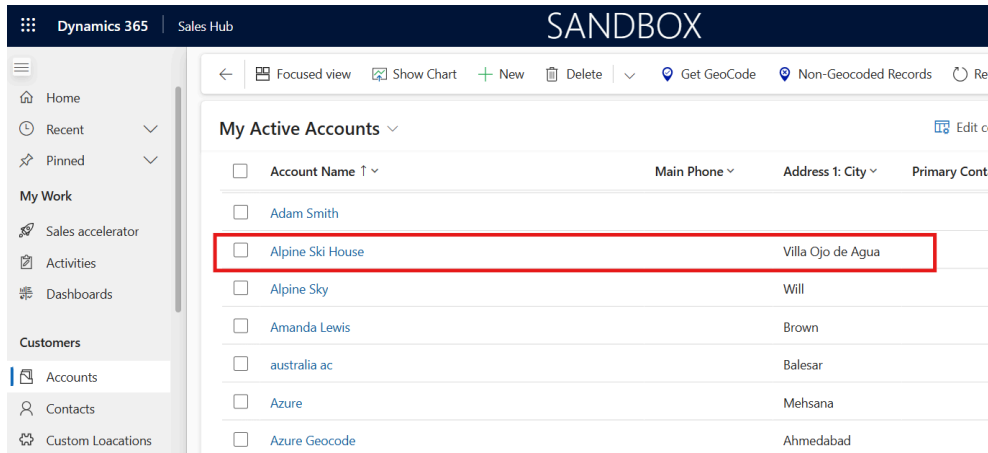 Dynamics 365 Sales Hub SANDBOX
Focused view Show Chart New Delete Get GeoCode Non-Geocoded Records Re
Home
Recent
Pinned
My Work
Sales accelerator
Activities
Dashboards
Customers
Accounts
Contacts
Custom Loacations
My Active Accounts Edit c
Account Name Main Phone Address 1: City Primary Cont
Adam Smith
Alpine Ski House Villa Ojo de Agua
Alpine Sky Will
Amanda Lewis Brown
australia ac Balesar
Azure Mehsana
Azure Geocode Ahmedabad